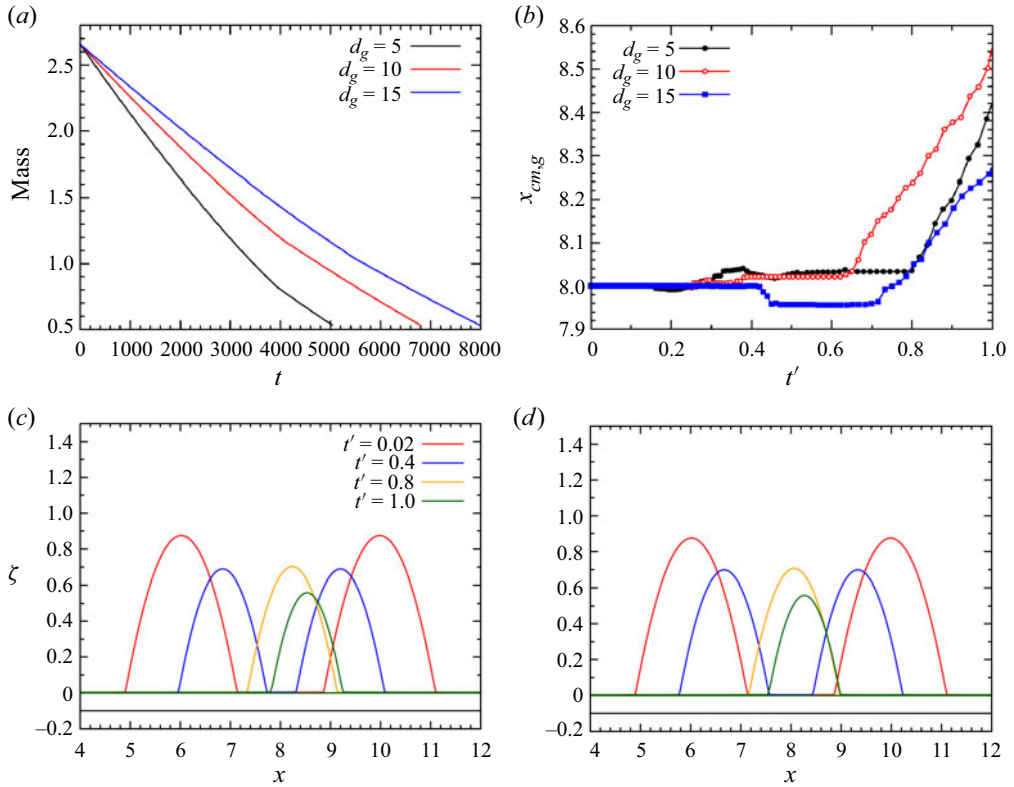 (a)
Mass
2.5
2.0
1.5
1.0
0.5
d_g = 5
d_g = 10
d_g = 15
0 1000 2000 3000 4000 5000 6000 7000 8000
t
(b)
x_{cm,g}
8.6
8.5
8.4
8.3
8.2
8.1
8.0
7.9
d_g = 5
d_g = 10
d_g = 15
0 0.2 0.4 0.6 0.8 1.0
t′
(c)
ζ
1.4
1.2
1.0
0.8
0.6
0.4
0.2
0
–0.2
t′ = 0.02
t′ = 0.4
t′ = 0.8
t′ = 1.0
4 5 6 7 8 9 10 11 12
x
(d)
1.4
1.2
1.0
0.8
0.6
0.4
0.2
0
–0.2
4 5 6 7 8 9 10 11 12
x